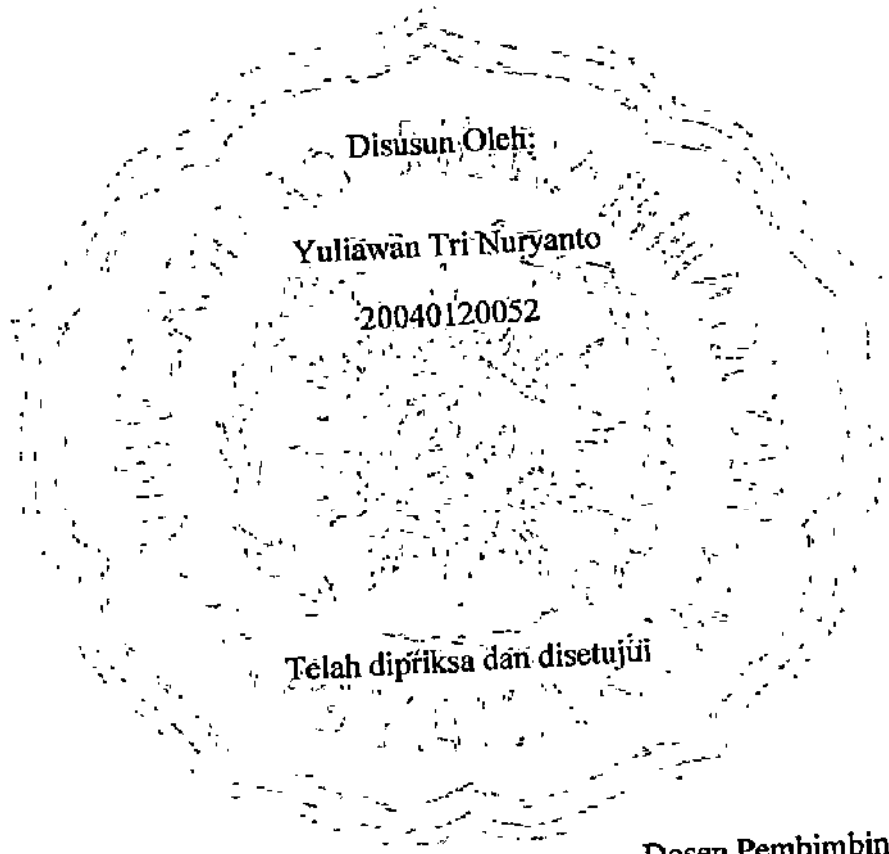 Disusun Oleh:
Yuliawan Tri Nuryanto
20040120052
Telah dipriksa dan disetujui
Dosen Pembimbin